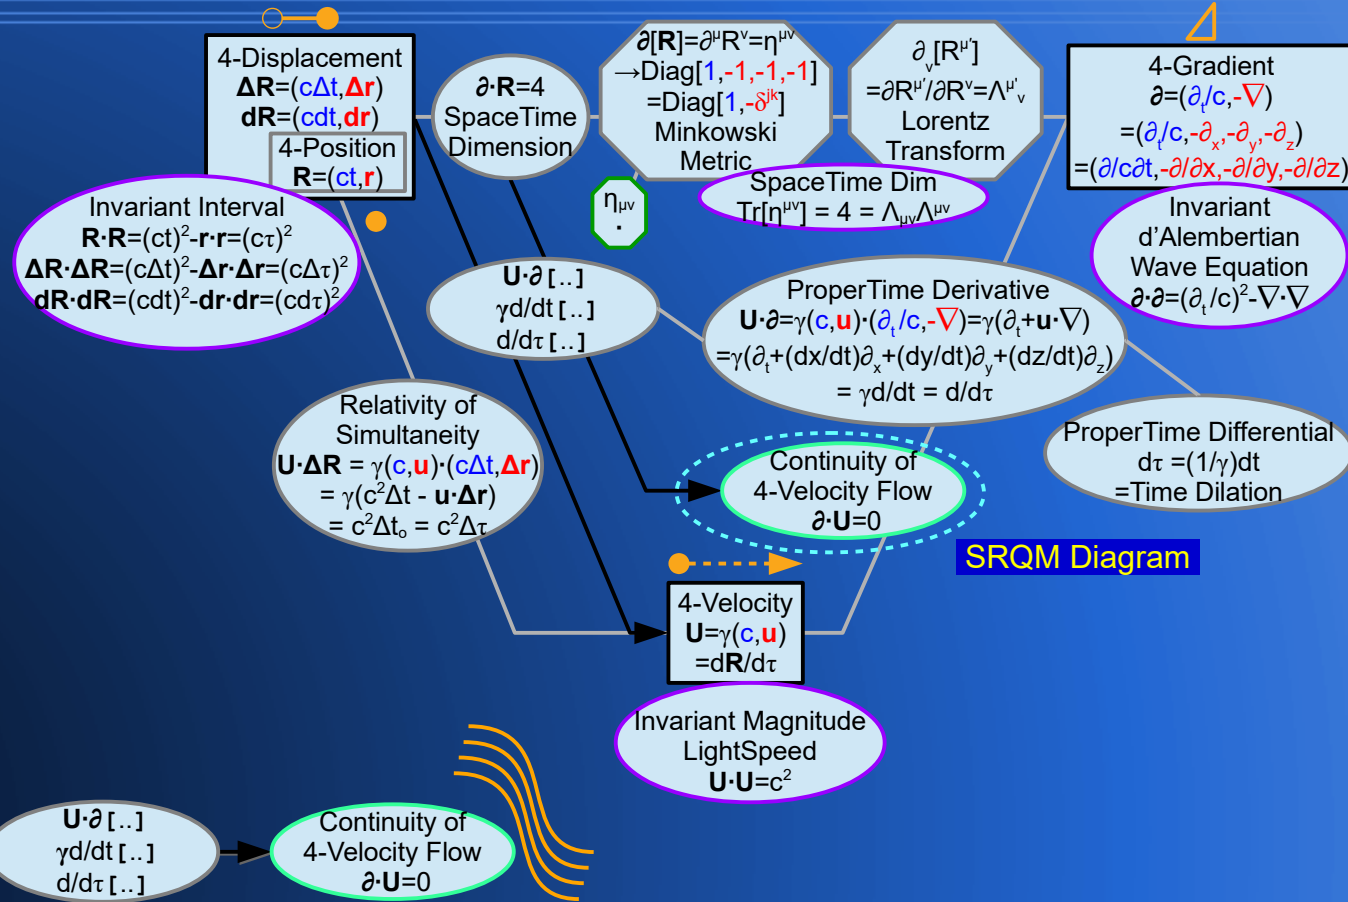 4-Displacement
ΔR=(cΔt,Δr)
dR=(cdt,dr)
4-Position
R=(ct,r)
Invariant Interval
R·R=(ct)²-r·r=(cτ)²
ΔR·ΔR=(cΔt)²-Δr·Δr=(cΔτ)²
dR·dR=(cdt)²-dr·dr=(cdτ)²
∂·R=4
SpaceTime
Dimension
∂[R]=∂^μR^ν=η^μν
→Diag[1,-1,-1,-1]
=Diag[1,-δ^jk]
Minkowski
Metric
η_μν
·
∂_ν[R^μ']
=∂R^μ'/∂R^ν=Λ^μ'_ν
Lorentz
Transform
SpaceTime Dim
Tr[η^μν] = 4 = Λ_μνΛ^μν
4-Gradient
∂=(∂_t/c,-∇)
=(∂_t/c,-∂_x,-∂_y,-∂_z)
=(∂/c∂t,-∂/∂x,-∂/∂y,-∂/∂z)
Invariant
d'Alembertian
Wave Equation
∂·∂=(∂_t/c)²-∇·∇
U·∂[..]
γd/dt[..]
d/dτ[..]
ProperTime Derivative
U·∂=γ(c,u)·(∂_t/c,-∇)=γ(∂_t+u·∇)
=γ(∂_t+(dx/dt)∂_x+(dy/dt)∂_y+(dz/dt)∂_z)
= γd/dt = d/dτ
ProperTime Differential
dτ =(1/γ)dt
=Time Dilation
Relativity of
Simultaneity
U·ΔR = γ(c,u)·(cΔt,Δr)
= γ(c²Δt - u·Δr)
= c²Δt_o = c²Δτ
Continuity of
4-Velocity Flow
∂·U=0
SRQM Diagram
4-Velocity
U=γ(c,u)
=dR/dτ
Invariant Magnitude
LightSpeed
U·U=c²
U·∂[..]
γd/dt[..]
d/dτ[..]
Continuity of
4-Velocity Flow
∂·U=0